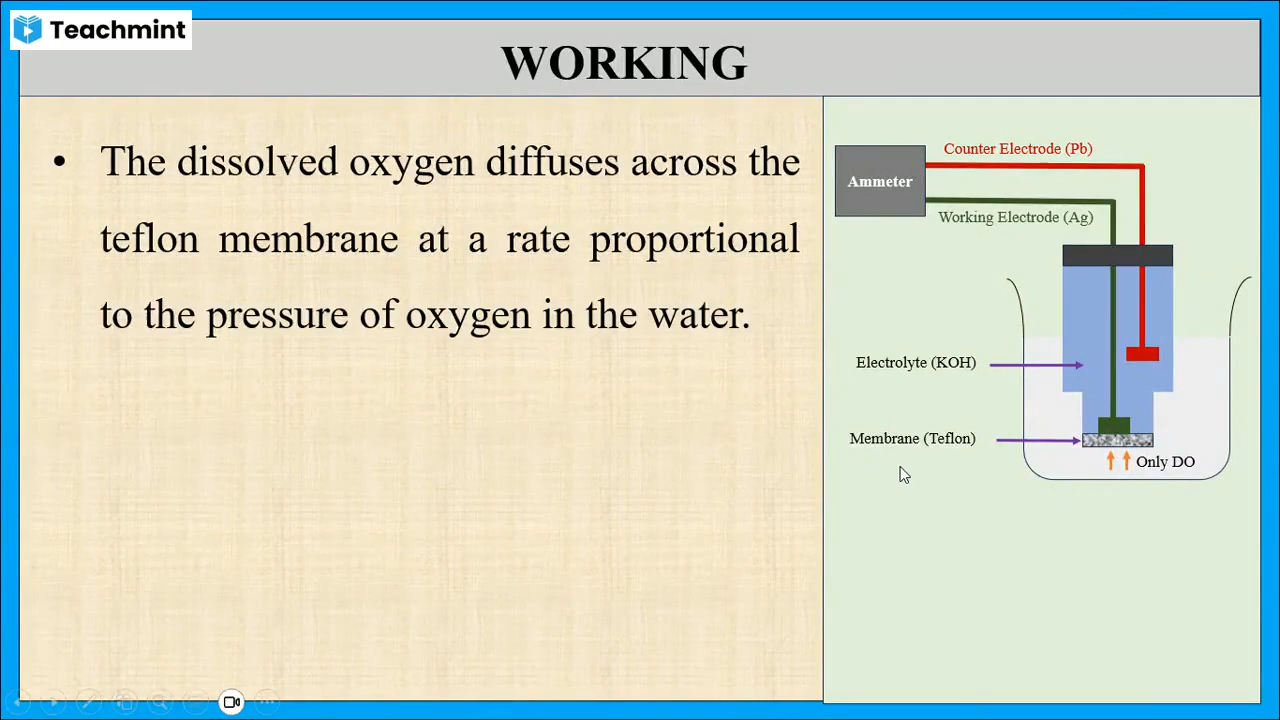 Teachmint
WORKING
• The dissolved oxygen diffuses across the
teflon membrane at a rate proportional
to the pressure of oxygen in the water.
Counter Electrode (Pb)
Ammeter
Working Electrode (Ag)
Electrolyte (KOH)
Membrane (Teflon)
Only DO